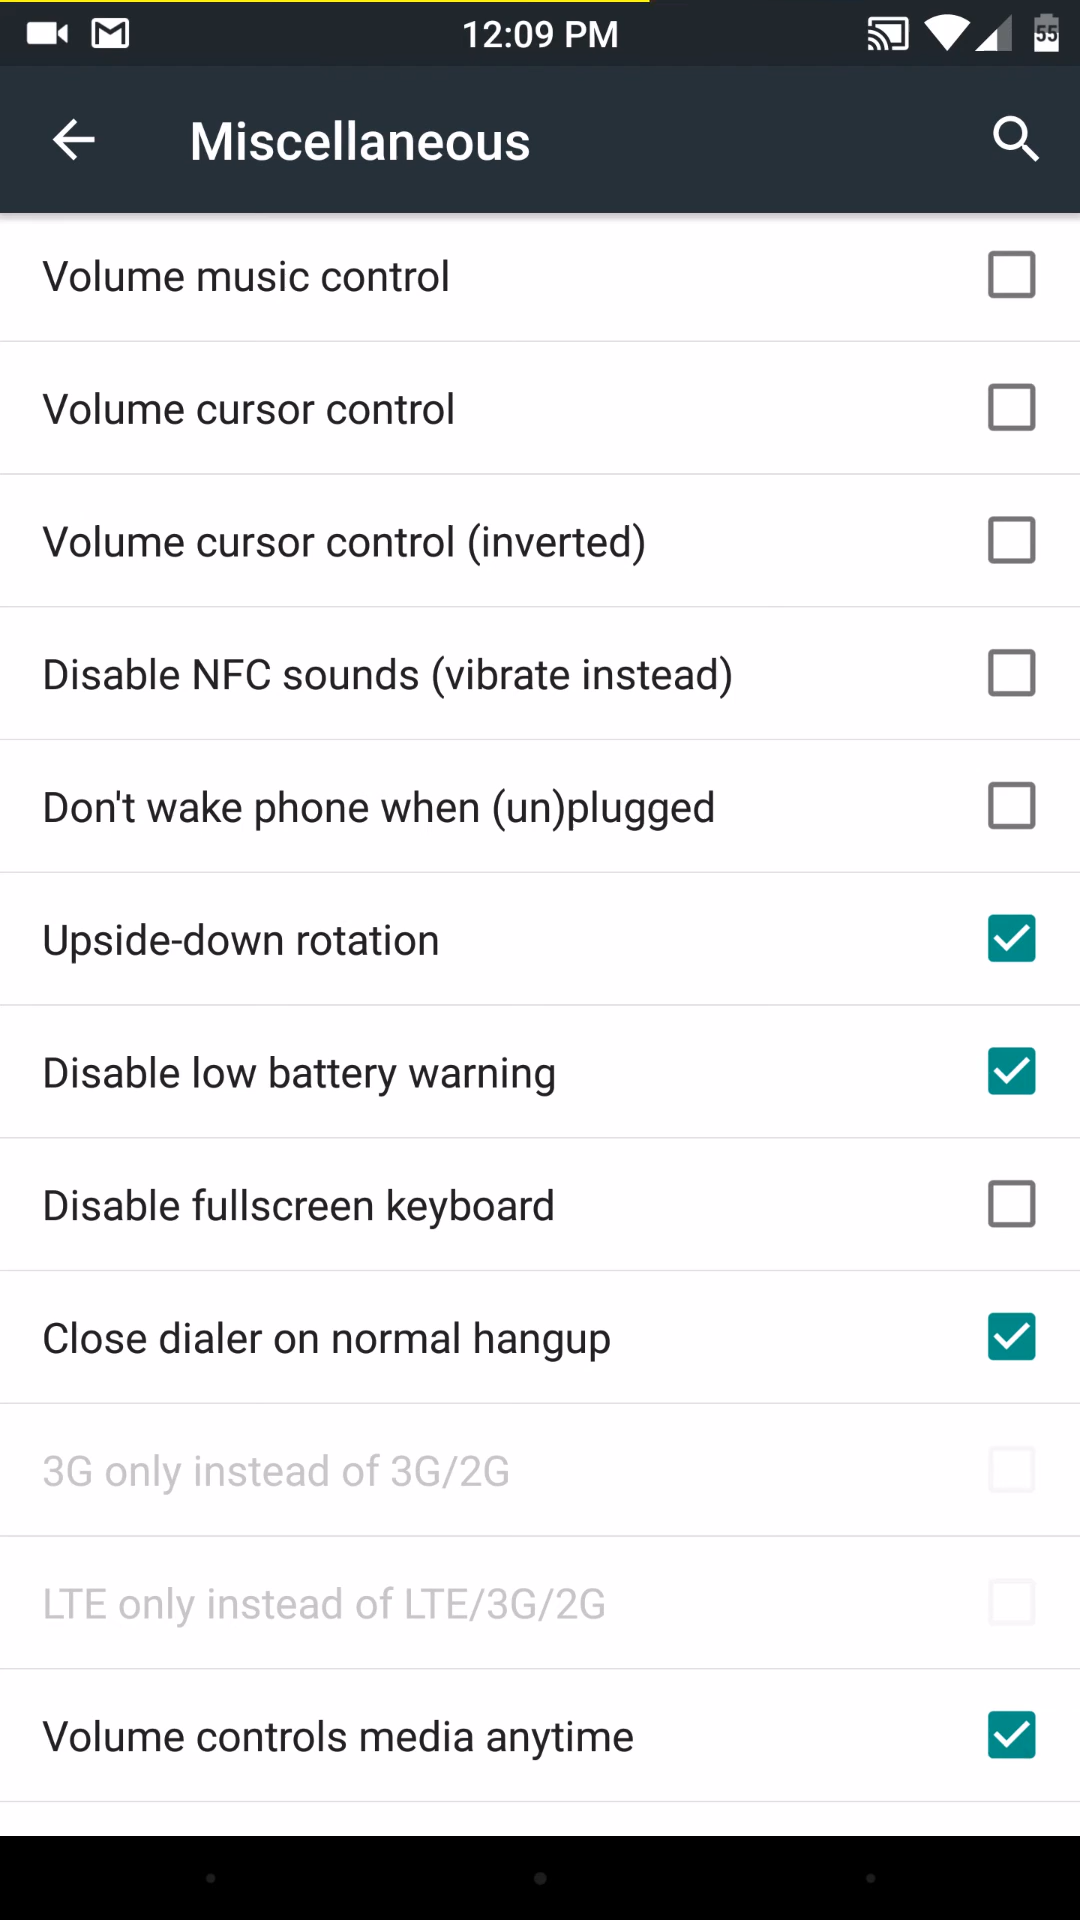 12:09 PM 55
Miscellaneous
Volume music control
Volume cursor control
Volume cursor control (inverted)
Disable NFC sounds (vibrate instead)
Don't wake phone when (un)plugged
Upside-down rotation
Disable low battery warning
Disable fullscreen keyboard
Close dialer on normal hangup
3G only instead of 3G/2G
LTE only instead of LTE/3G/2G
Volume controls media anytime